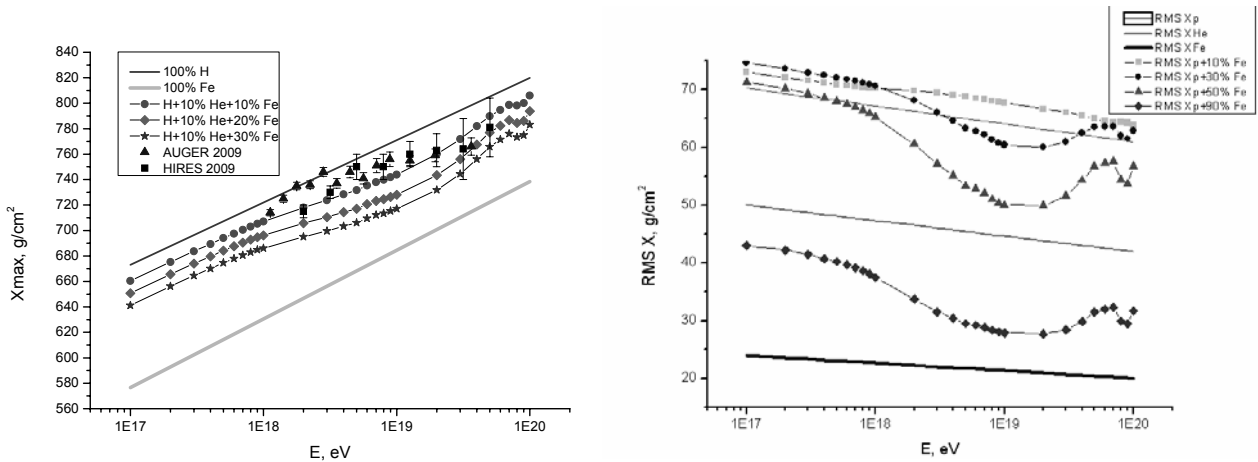 840
820
800
780
760
740
720
700
680
660
640
620
600
580
560
Xmax, g/cm²
100% H
100% Fe
H+10% He+10% Fe
H+10% He+20% Fe
H+10% He+30% Fe
AUGER 2009
HIRES 2009
1E17
1E18
1E19
1E20
E, eV
70
60
50
40
30
20
RMS X, g/cm²
RMS Xp
RMS XHe
RMS XFe
RMS Xp+10% Fe
RMS Xp+30% Fe
RMS Xp+50% Fe
RMS Xp+90% Fe
1E17
1E18
1E19
1E20
E, eV